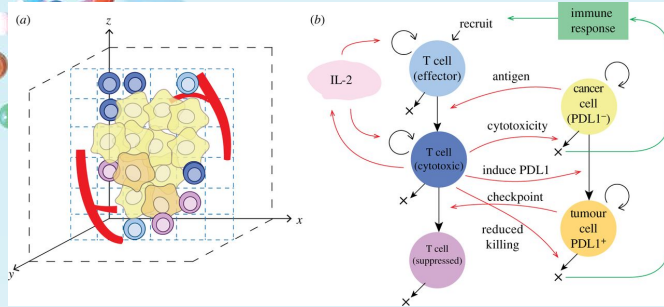 (a)
z
x
y
(b)
recruit
immune
response
IL-2
T cell
(effector)
antigen
cancer
cell
(PDL1⁻)
cytotoxicity
T cell
(cytotoxic)
induce PDL1
checkpoint
tumour
cell
PDL1⁺
reduced
killing
T cell
(suppressed)